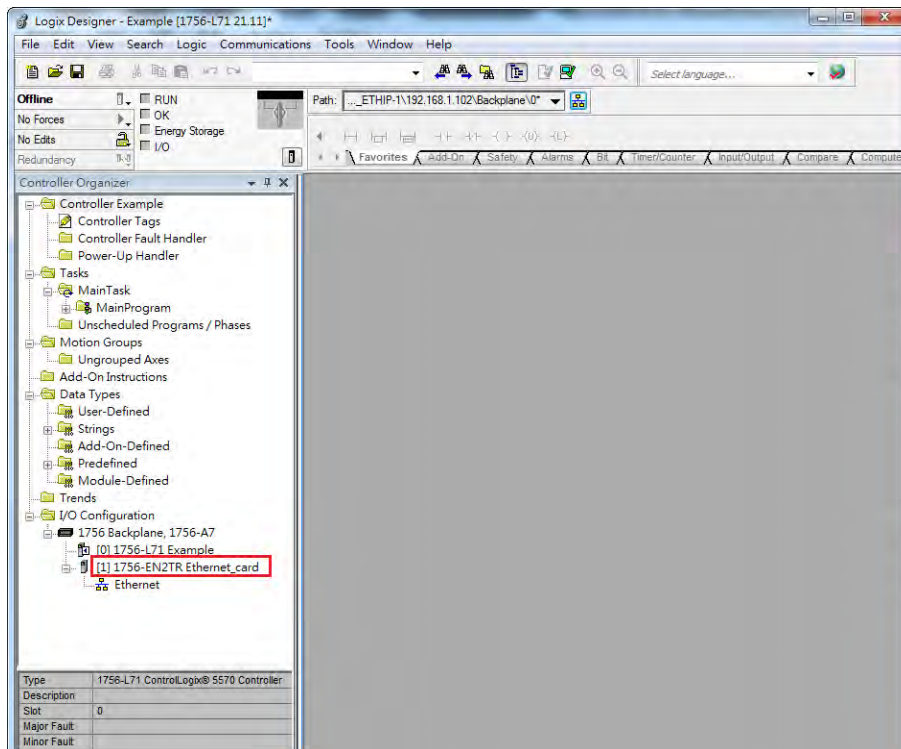 Logix Designer - Example [1756-L71 21.11]*
File Edit View Search Logic Communications Tools Window Help
Select language...
Offline
RUN
Path: ..._ETHIP-1\192.168.1.102\Backplane\0*
No Forces
OK
Energy Storage
No Edits
I/O
Redundancy
Favorites Add-On Safety Alarms Bit Timer/Counter Input/Output Compare Compute
Controller Organizer
Controller Example
Controller Tags
Controller Fault Handler
Power-Up Handler
Tasks
MainTask
MainProgram
Unscheduled Programs / Phases
Motion Groups
Ungrouped Axes
Add-On Instructions
Data Types
User-Defined
Strings
Add-On-Defined
Predefined
Module-Defined
Trends
I/O Configuration
1756 Backplane, 1756-A7
[0] 1756-L71 Example
[1] 1756-EN2TR Ethernet_card
Ethernet
Type 1756-L71 ControlLogix® 5570 Controller
Description
Slot 0
Major Fault
Minor Fault